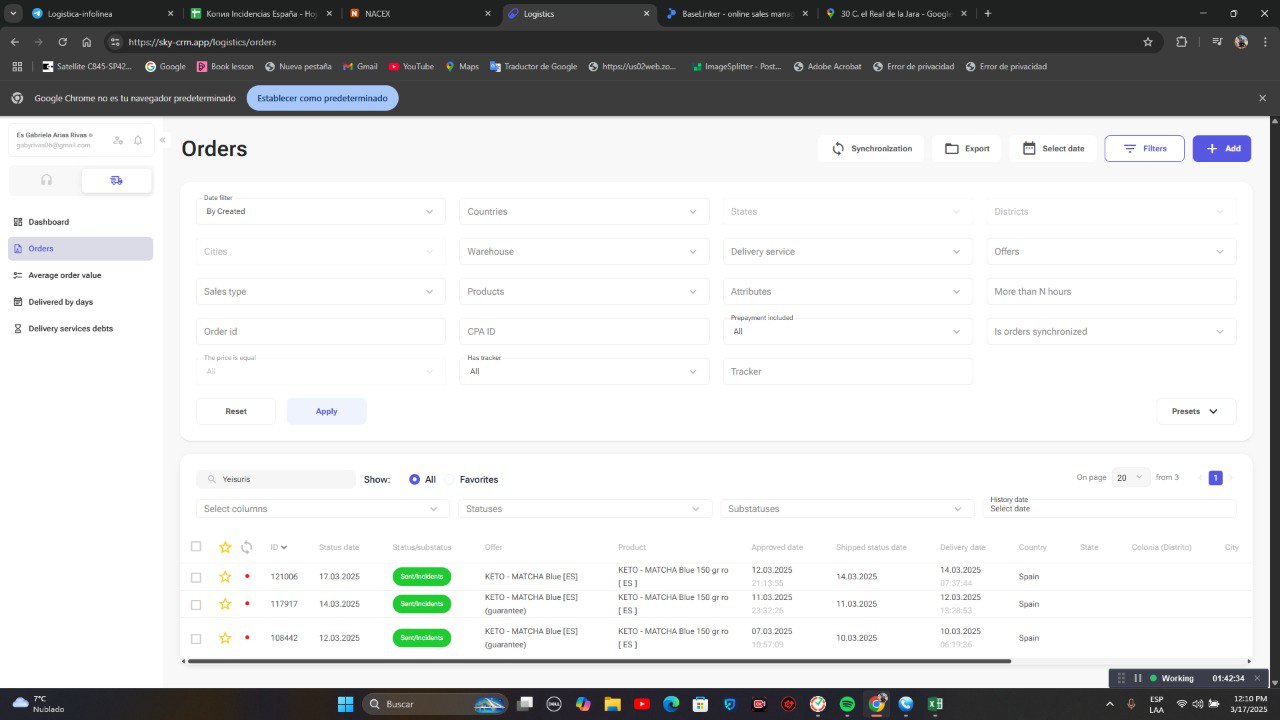 Logistica-infinolea
Копия Incidencias España - Hoj
NACEX
Logistics
BaseLinker - online sales mana
30 C. el Real de la Jara - Google
https://sky-crm.app/logistics/orders
Satellite C845-SP42...
Google
Book lesson
Nueva pestaña
Gmail
YouTube
Maps
Traductor de Google
https://us02web.zo...
ImageSplitter - Post...
Adobe Acrobat
Error de privacidad
Error de privacidad
Google Chrome no es tu navegador predeterminado
Establecer como predeterminado
Es Gabriela Arias Rivas
Orders
Synchronization
Export
Select date
Filters
Add
Dashboard
Orders
Average order value
Delivered by days
Delivery services debts
Date filter
By Created
Countries
States
Districts
Cities
Warehouse
Delivery service
Offers
Sales type
Products
Attributes
More than N hours
Order id
CPA ID
Prepayment included
All
Is orders synchronized
The price is equal
All
Has tracker
All
Tracker
Reset
Apply
Presets
Yeisuris
Show:
All
Favorites
On page
20
from 3
1
Select columns
Statuses
Substatuses
History date
Select date
ID
Status date
Status/substatus
Offer
Product
Approved date
Shipped status date
Delivery date
Country
State
Colonia (Distrito)
City
121006
17.03.2025
Sent/Incidents
KETO - MATCHA Blue [ES]
KETO - MATCHA Blue 150 gr ro
[ ES ]
12.03.2025
21:13:55
14.03.2025
14.03.2025
07:37:44
Spain
117917
14.03.2025
Sent/Incidents
KETO - MATCHA Blue [ES]
(guarantee)
KETO - MATCHA Blue 150 gr ro
[ ES ]
11.03.2025
11.03.2025
12.03.2025
Spain
108442
12.03.2025
Sent/Incidents
KETO - MATCHA Blue [ES]
(guarantee)
KETO - MATCHA Blue 150 gr ro
[ ES ]
07.03.2025
10:57:09
10.03.2025
10.03.2025
06:19:36
Spain
Working
01:42:34
7°C
Nublado
Buscar
ESP
LAA
12:10 PM
3/17/2025